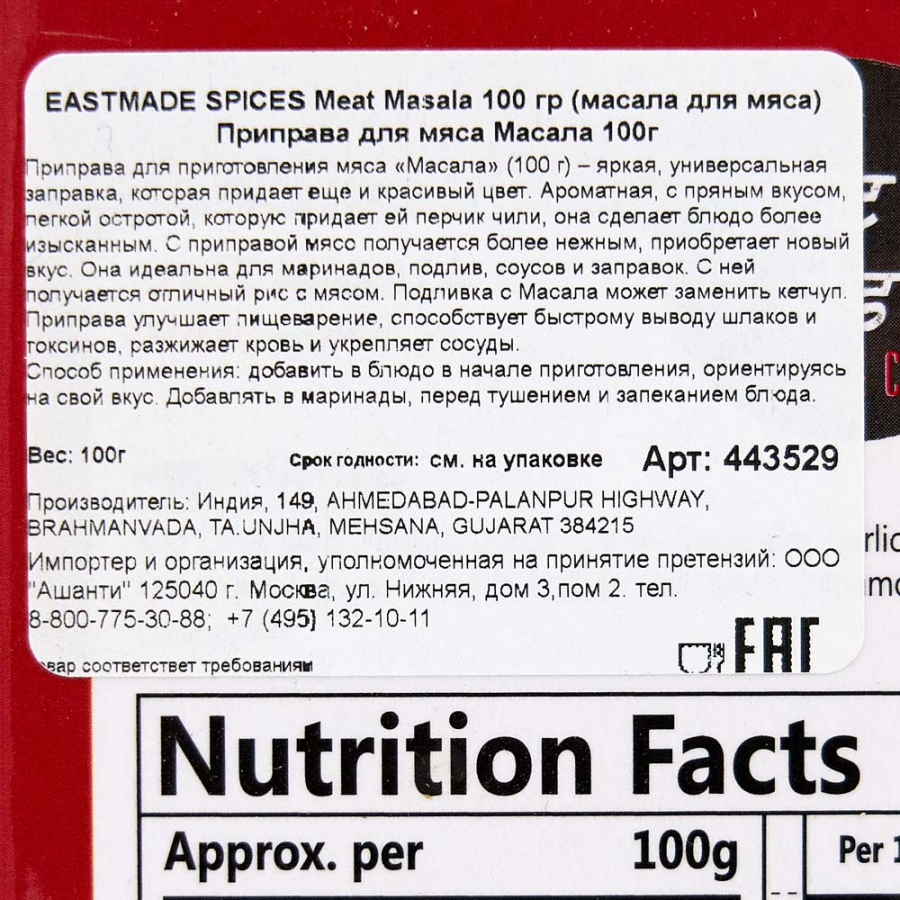 EASTMADE SPICES Meat Masala 100 гр (масала для мяса)
Приправа для мяса Масала 100г
Приправа для приготовления мяса «Масала» (100 г) – яркая, универсальная
заправка, которая придает еще и красивый цвет. Ароматная, с пряным вкусом,
легкой остротой, которую придает ей перчик чили, она сделает блюдо более
изысканным. С приправой мясо получается более нежным, приобретает новый
вкус. Она идеальна для маринадов, подлив, соусов и заправок. С ней
получается отличный рис с мясом. Подливка с Масала может заменить кетчуп.
Приправа улучшает пищеварение, способствует быстрому выводу шлаков и
токсинов, разжижает кровь и укрепляет сосуды.
Способ применения: добавить в блюдо в начале приготовления, ориентируясь
на свой вкус. Добавлять в маринады, перед тушением и запеканием блюда.
Вес: 100г Срок годности: см. на упаковке Арт: 443529
Производитель: Индия, 149, AHMEDABAD-PALANPUR HIGHWAY,
BRAHMANVADA, TA.UNJHA, MEHSANA, GUJARAT 384215
Импортер и организация, уполномоченная на принятие претензий: ООО
"Ашанти" 125040 г. Москва, ул. Нижняя, дом 3,пом 2. тел.
8-800-775-30-88; +7 (495) 132-10-11
соответствет требованиям
EAC
Nutrition Facts
Approx. per 100g Per